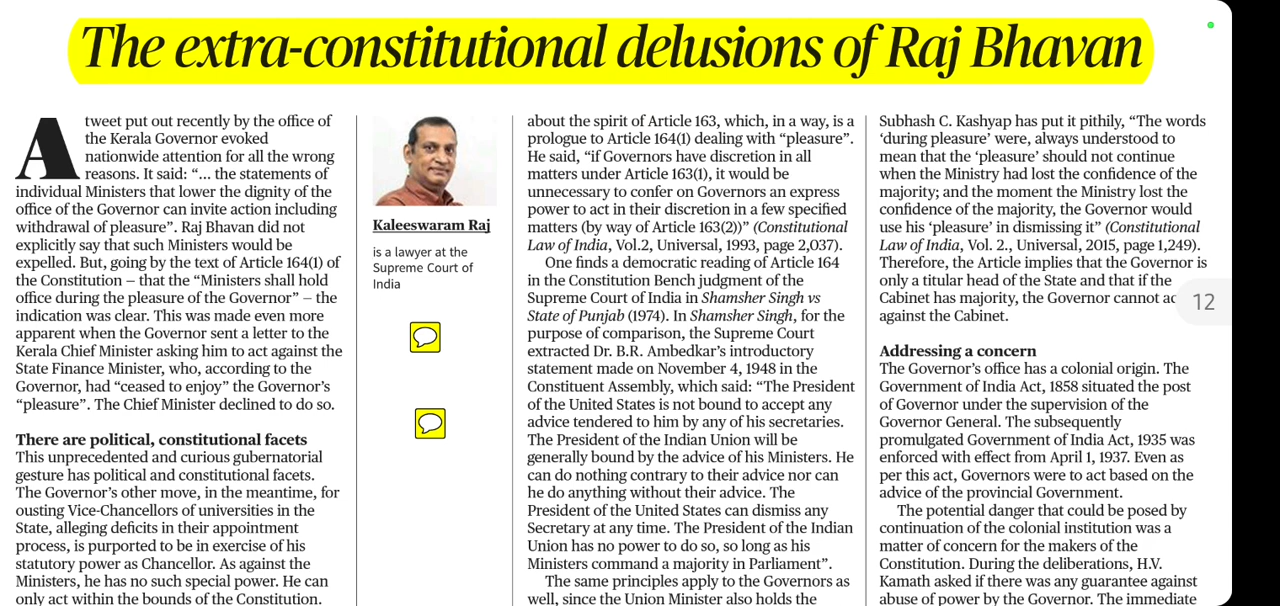 The extra-constitutional delusions of Raj Bhavan
A tweet put out recently by the office of
the Kerala Governor evoked
nationwide attention for all the wrong
reasons. It said: “... the statements of
individual Ministers that lower the dignity of the
office of the Governor can invite action including
withdrawal of pleasure”. Raj Bhavan did not
explicitly say that such Ministers would be
expelled. But, going by the text of Article 164(1) of
the Constitution — that the “Ministers shall hold
office during the pleasure of the Governor” — the
indication was clear. This was made even more
apparent when the Governor sent a letter to the
Kerala Chief Minister asking him to act against the
State Finance Minister, who, according to the
Governor, had “ceased to enjoy” the Governor’s
“pleasure”. The Chief Minister declined to do so.
There are political, constitutional facets
This unprecedented and curious gubernatorial
gesture has political and constitutional facets.
The Governor’s other move, in the meantime, for
ousting Vice-Chancellors of universities in the
State, alleging deficits in their appointment
process, is purported to be in exercise of his
statutory power as Chancellor. As against the
Ministers, he has no such special power. He can
only act within the bounds of the Constitution.
Kaleeswaram Raj
is a lawyer at the
Supreme Court of
India
about the spirit of Article 163, which, in a way, is a
prologue to Article 164(1) dealing with “pleasure”.
He said, “if Governors have discretion in all
matters under Article 163(1), it would be
unnecessary to confer on Governors an express
power to act in their discretion in a few specified
matters (by way of Article 163(2))” (Constitutional
Law of India, Vol.2, Universal, 1993, page 2,037).
One finds a democratic reading of Article 164
in the Constitution Bench judgment of the
Supreme Court of India in Shamsher Singh vs
State of Punjab (1974). In Shamsher Singh, for the
purpose of comparison, the Supreme Court
extracted Dr. B.R. Ambedkar’s introductory
statement made on November 4, 1948 in the
Constituent Assembly, which said: “The President
of the United States is not bound to accept any
advice tendered to him by any of his secretaries.
The President of the Indian Union will be
generally bound by the advice of his Ministers. He
can do nothing contrary to their advice nor can
he do anything without their advice. The
President of the United States can dismiss any
Secretary at any time. The President of the Indian
Union has no power to do so, so long as his
Ministers command a majority in Parliament”.
The same principles apply to the Governors as
well, since the Union Minister also holds the
Subhash C. Kashyap has put it pithily, “The words
‘during pleasure’ were, always understood to
mean that the ‘pleasure’ should not continue
when the Ministry had lost the confidence of the
majority; and the moment the Ministry lost the
confidence of the majority, the Governor would
use his ‘pleasure’ in dismissing it” (Constitutional
Law of India, Vol. 2., Universal, 2015, page 1,249).
Therefore, the Article implies that the Governor is
only a titular head of the State and that if the
Cabinet has majority, the Governor cannot
against the Cabinet.
12
Addressing a concern
The Governor’s office has a colonial origin. The
Government of India Act, 1858 situated the post
of Governor under the supervision of the
Governor General. The subsequently
promulgated Government of India Act, 1935 was
enforced with effect from April 1, 1937. Even as
per this act, Governors were to act based on the
advice of the provincial Government.
The potential danger that could be posed by
continuation of the colonial institution was a
matter of concern for the makers of the
Constitution. During the deliberations, H.V.
Kamath asked if there was any guarantee against
abuse of power by the Governor. The immediate